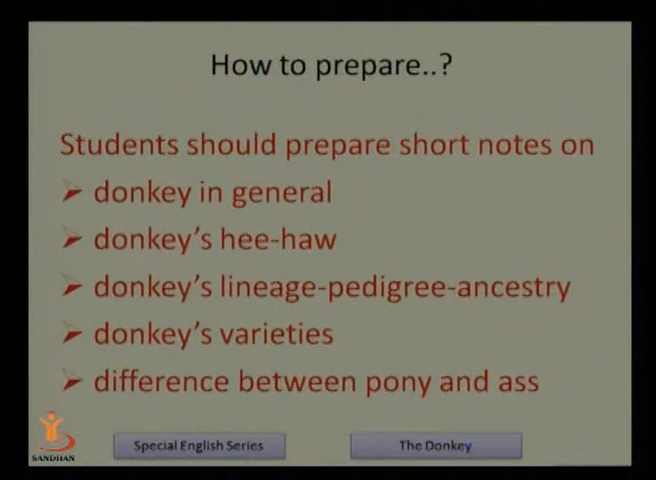 How to prepare..?
Students should prepare short notes on
donkey in general
donkey's hee-haw
donkey's lineage-pedigree-ancestry
donkey's varieties
difference between pony and ass
SANDHAN
Special English Series
The Donkey